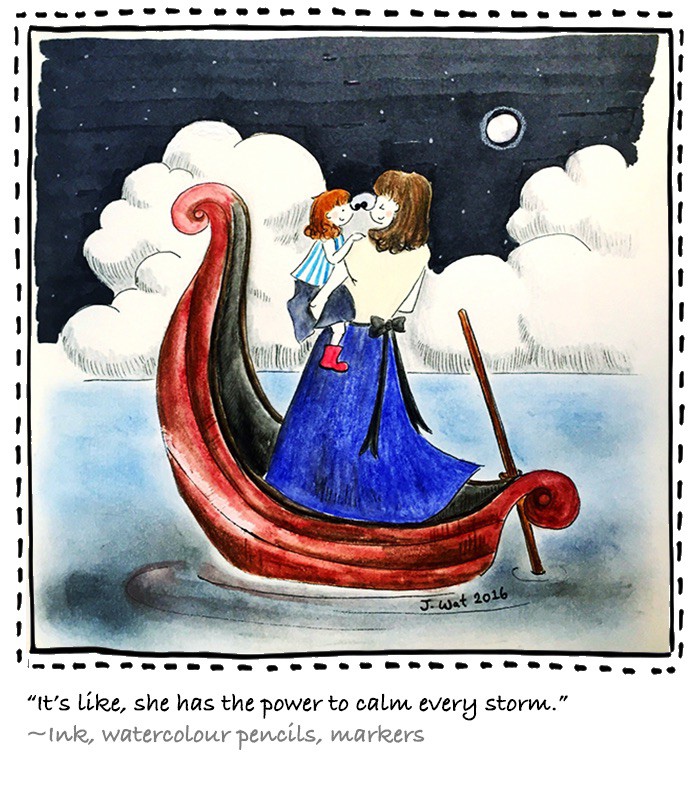 J. Wat 2016
“It’s like, she has the power to calm every storm.”
~Ink, watercolour pencils, markers